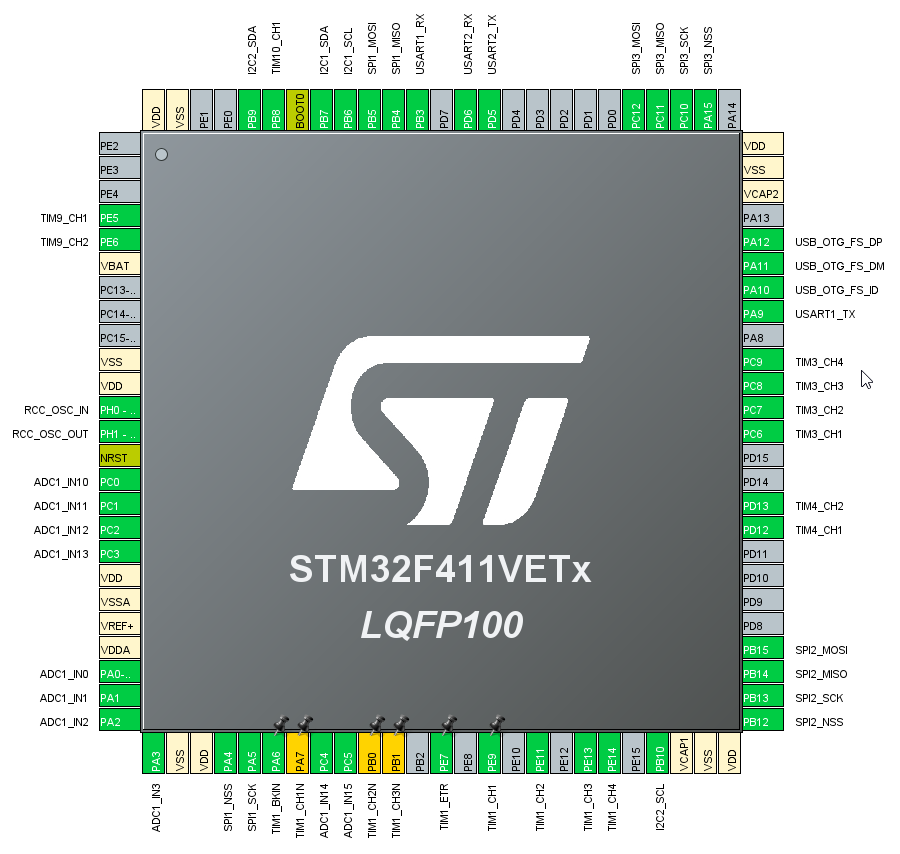 I2C2_SDA
TIM10_CH1
I2C1_SDA
I2C1_SCL
SPI1_MOSI
SPI1_MISO
USART1_RX
USART2_RX
USART2_TX
SPI3_MOSI
SPI3_MISO
SPI3_SCK
SPI3_NSS
VDD
VSS
PE1
PE0
PB9
PB8
BOOT0
PB7
PB6
PB5
PB4
PB3
PD7
PD6
PD5
PD4
PD3
PD2
PD1
PD0
PC12
PC11
PC10
PA15
PA14
PE2
PE3
PE4
TIM9_CH1 PE5
TIM9_CH2 PE6
VBAT
PC13-..
PC14-..
PC15-..
VSS
VDD
RCC_OSC_IN PH0 - ..
RCC_OSC_OUT PH1 - ..
NRST
ADC1_IN10 PC0
ADC1_IN11 PC1
ADC1_IN12 PC2
ADC1_IN13 PC3
VDD
VSSA
VREF+
VDDA
ADC1_IN0 PA0-..
ADC1_IN1 PA1
ADC1_IN2 PA2
ST
STM32F411VETx
LQFP100
VDD
VSS
VCAP2
PA13
PA12 USB_OTG_FS_DP
PA11 USB_OTG_FS_DM
PA10 USB_OTG_FS_ID
PA9 USART1_TX
PA8
PC9 TIM3_CH4
PC8 TIM3_CH3
PC7 TIM3_CH2
PC6 TIM3_CH1
PD15
PD14
PD13 TIM4_CH2
PD12 TIM4_CH1
PD11
PD10
PD9
PD8
PB15 SPI2_MOSI
PB14 SPI2_MISO
PB13 SPI2_SCK
PB12 SPI2_NSS
PA3
VSS
VDD
PA4
PA5
PA6
PA7
PC4
PC5
PB0
PB1
PB2
PE7
PE8
PE9
PE10
PE11
PE12
PE13
PE14
PE15
PB10
VCAP1
VSS
VDD
ADC1_IN3
SPI1_NSS
SPI1_SCK
TIM1_BKIN
TIM1_CH1N
ADC1_IN14
ADC1_IN15
TIM1_CH2N
TIM1_CH3N
TIM1_ETR
TIM1_CH1
TIM1_CH2
TIM1_CH3
TIM1_CH4
I2C2_SCL